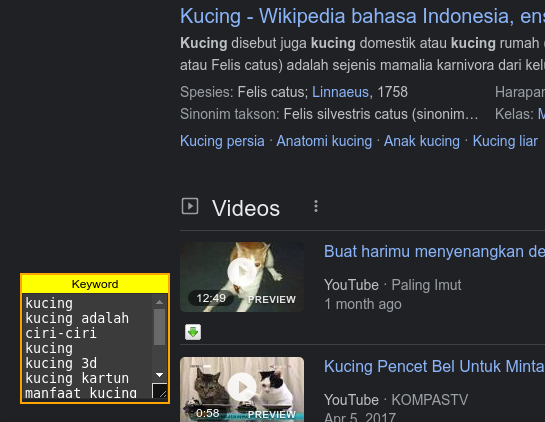 Kucing - Wikipedia bahasa Indonesia, ens
Kucing disebut juga kucing domestik atau kucing rumah (
atau Felis catus) adalah sejenis mamalia karnivora dari kelu
Spesies: Felis catus; Linnaeus, 1758
Harapan
Sinonim takson: Felis silvestris catus (sinonim…
Kelas: M
Kucing persia · Anatomi kucing · Anak kucing · Kucing liar
Videos
Buat harimu menyenangkan de
12:49
PREVIEW
YouTube · Paling Imut
1 month ago
Keyword
kucing
kucing adalah
ciri-ciri
kucing
kucing 3d
kucing kartun
manfaat kucing
Kucing Pencet Bel Untuk Minta
0:58
PREVIEW
YouTube · KOMPASTV
Apr 5, 2017